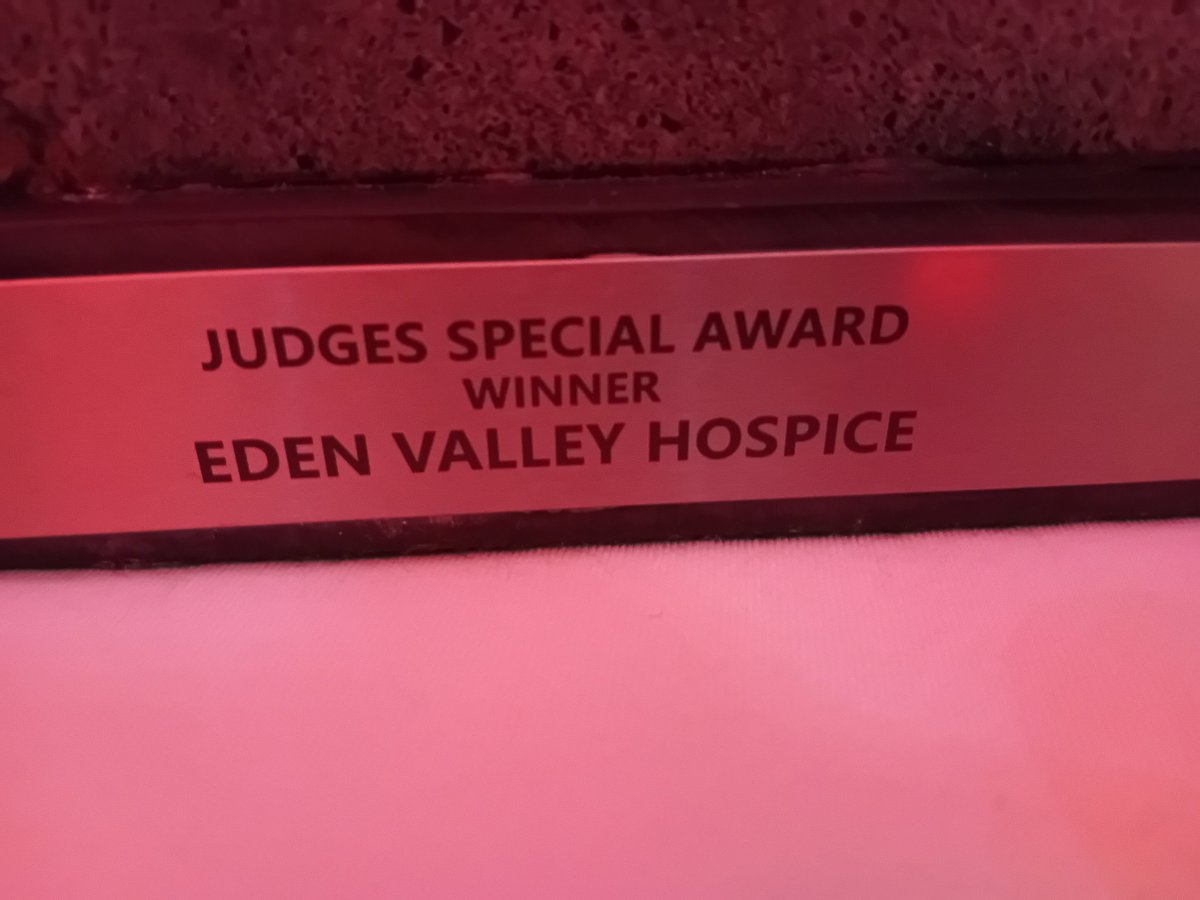 JUDGES SPECIAL AWARD
WINNER
EDEN VALLEY HOSPICE